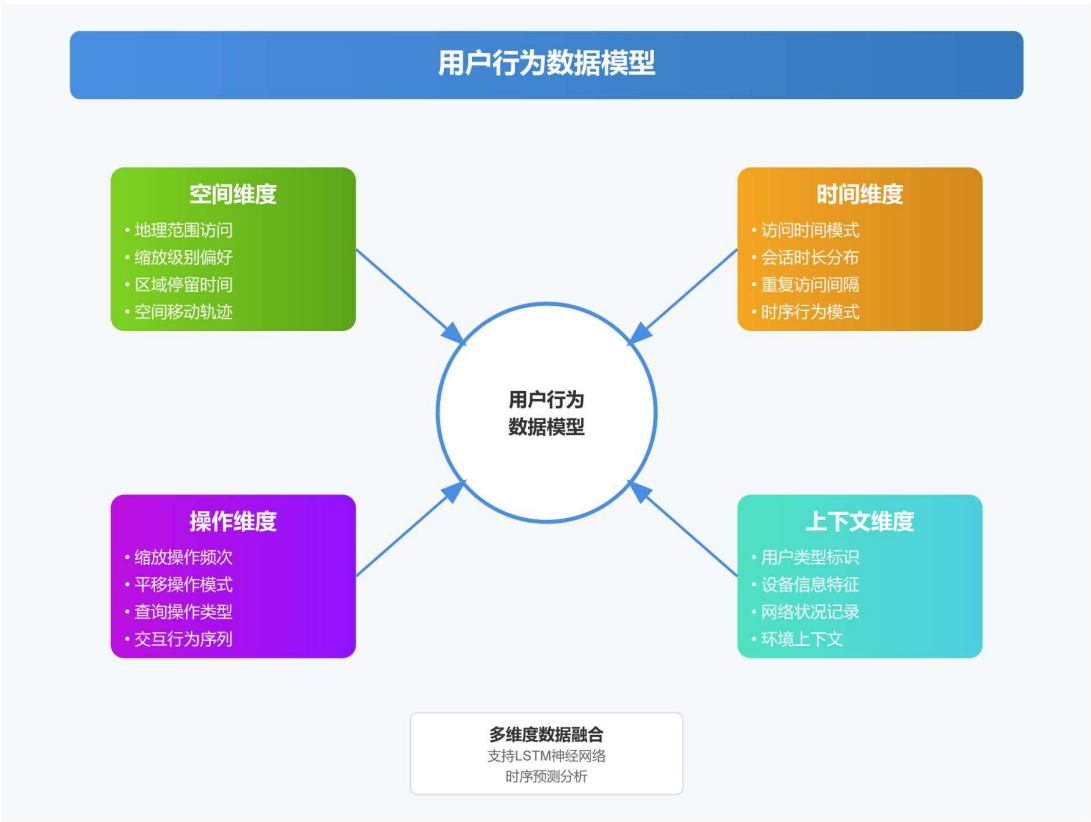 用户行为数据模型
空间维度
• 地理范围访问
• 缩放级别偏好
• 区域停留时间
• 空间移动轨迹
时间维度
• 访问时间模式
• 会话时长分布
• 重复访问间隔
• 时序行为模式
用户行为
数据模型
操作维度
• 缩放操作频次
• 平移操作模式
• 查询操作类型
• 交互行为序列
上下文维度
• 用户类型标识
• 设备信息特征
• 网络状况记录
• 环境上下文
多维度数据融合
支持LSTM神经网络
时序预测分析